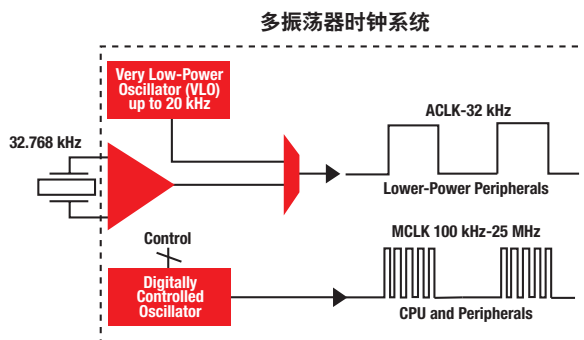 多振荡器时钟系统
Very Low-Power
Oscillator (VLO)
up to 20 kHz
32.768 kHz
ACLK-32 kHz
Lower-Power Peripherals
Control
Digitally
Controlled
Oscillator
MCLK 100 kHz-25 MHz
CPU and Peripherals